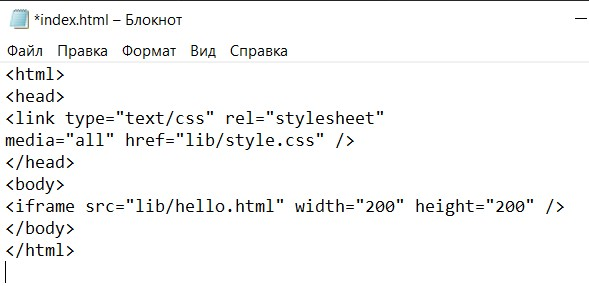 *index.html – Блокнот
Файл Правка Формат Вид Справка
<html>
<head>
<link type="text/css" rel="stylesheet"
media="all" href="lib/style.css" />
</head>
<body>
<iframe src="lib/hello.html" width="200" height="200" />
</body>
</html>